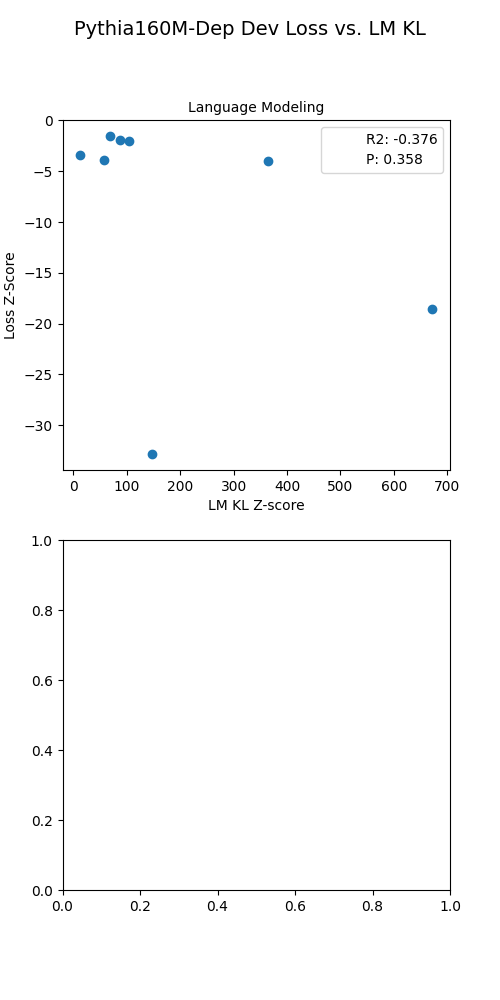 Pythia160M-Dep Dev Loss vs. LM KL
Language Modeling
R2: -0.376
P: 0.358
0
−5
−10
−15
−20
−25
−30
Loss Z-Score
0 100 200 300 400 500 600 700
LM KL Z-score
1.0
0.8
0.6
0.4
0.2
0.0
0.0 0.2 0.4 0.6 0.8 1.0